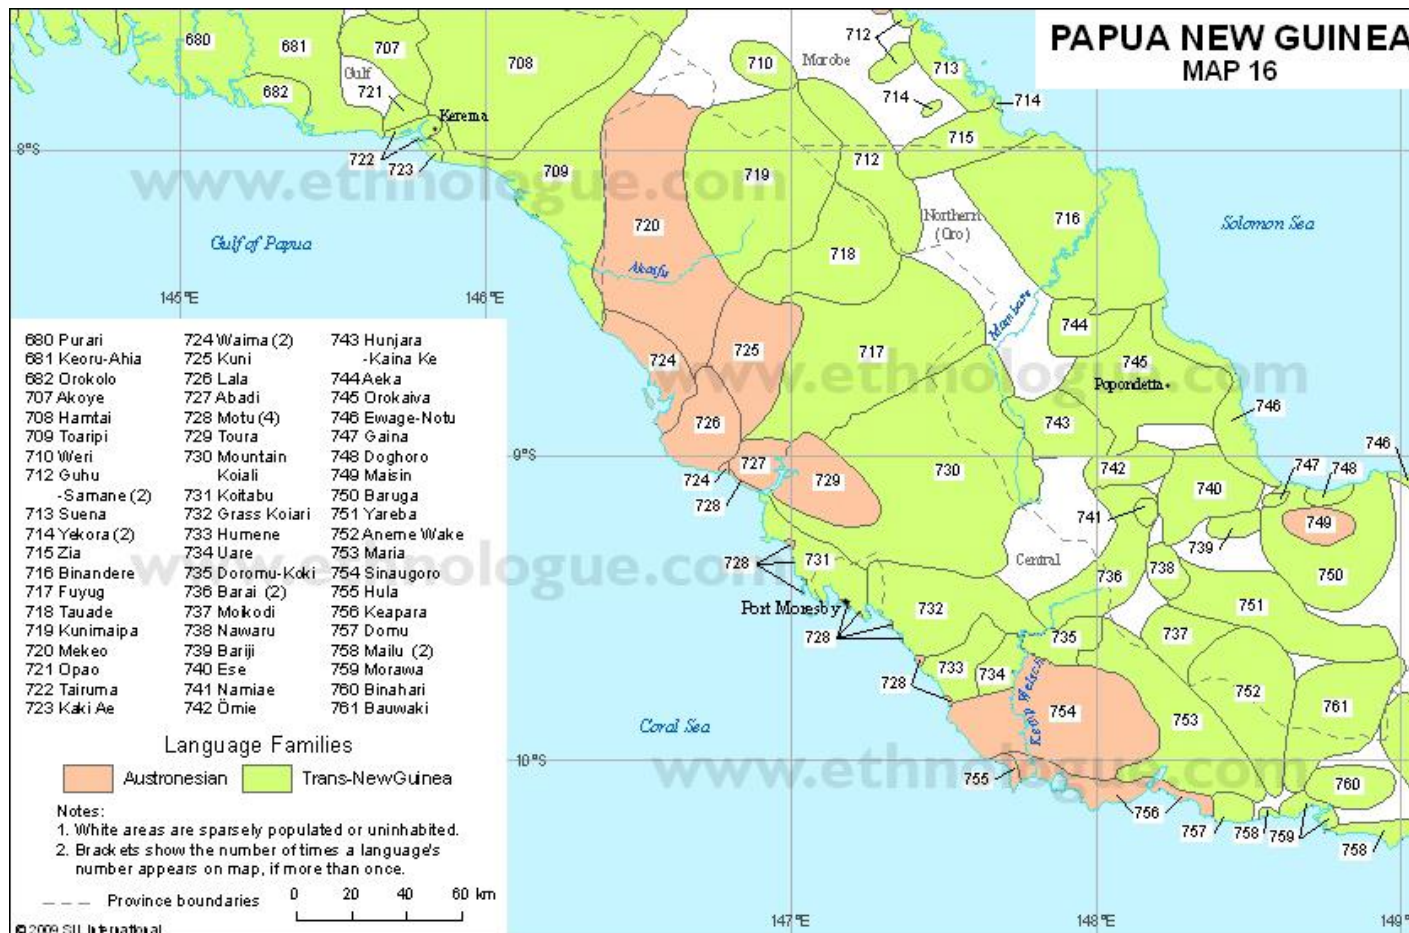 PAPUA NEW GUINEA
MAP 16
680
681
707
708
710
712
Morobe
713
Gulf
682
721
714
714
Kerema
715
8°S
722
723
709
719
712
www.ethnologue.com
720
Northern
(Oro)
716
Solomon Sea
Gulf of Papua
718
Akaifu
145°E
146°E
Mambare
744
717
745
724
725
www.ethnologue.com
Popondetta
746
726
743
746
9°S
727
730
742
747
748
724
729
740
728
741
749
739
728
731
Central
738
750
www.ethnologue.com
736
751
Port Moresby
732
728
735
737
733
734
728
752
754
753
761
Coral Sea
Kemp Welsch
10°S
www.ethnologue.com
755
760
756
757
758
759
758
147°E
148°E
149°
680 Purari
681 Keoru-Ahia
682 Orokolo
707 Akoye
708 Hamtai
709 Toaripi
710 Weri
712 Guhu
-Samane (2)
713 Suena
714 Yekora (2)
715 Zia
716 Binandere
717 Fuyug
718 Tauade
719 Kunimaipa
720 Mekeo
721 Opao
722 Tairuma
723 Kaki Ae
724 Waima (2)
725 Kuni
726 Lala
727 Abadi
728 Motu (4)
729 Toura
730 Mountain
Koiali
731 Koitabu
732 Grass Koiari
733 Humene
734 Uare
735 Doromu-Koki
736 Barai (2)
737 Moikodi
738 Nawaru
739 Bariji
740 Ese
741 Namiae
742 Ömie
743 Hunjara
-Kaina Ke
744 Aeka
745 Orokaiva
746 Ewage-Notu
747 Gaina
748 Doghoro
749 Maisin
750 Baruga
751 Yareba
752 Aneme Wake
753 Maria
754 Sinaugoro
755 Hula
756 Keapara
757 Domu
758 Mailu (2)
759 Morawa
760 Binahari
761 Bauwaki
Language Families
Austronesian
Trans-NewGuinea
Notes:
1. White areas are sparsely populated or uninhabited.
2. Brackets show the number of times a language's
number appears on map, if more than once.
Province boundaries
0 20 40 60 km
© 2009 SIL International